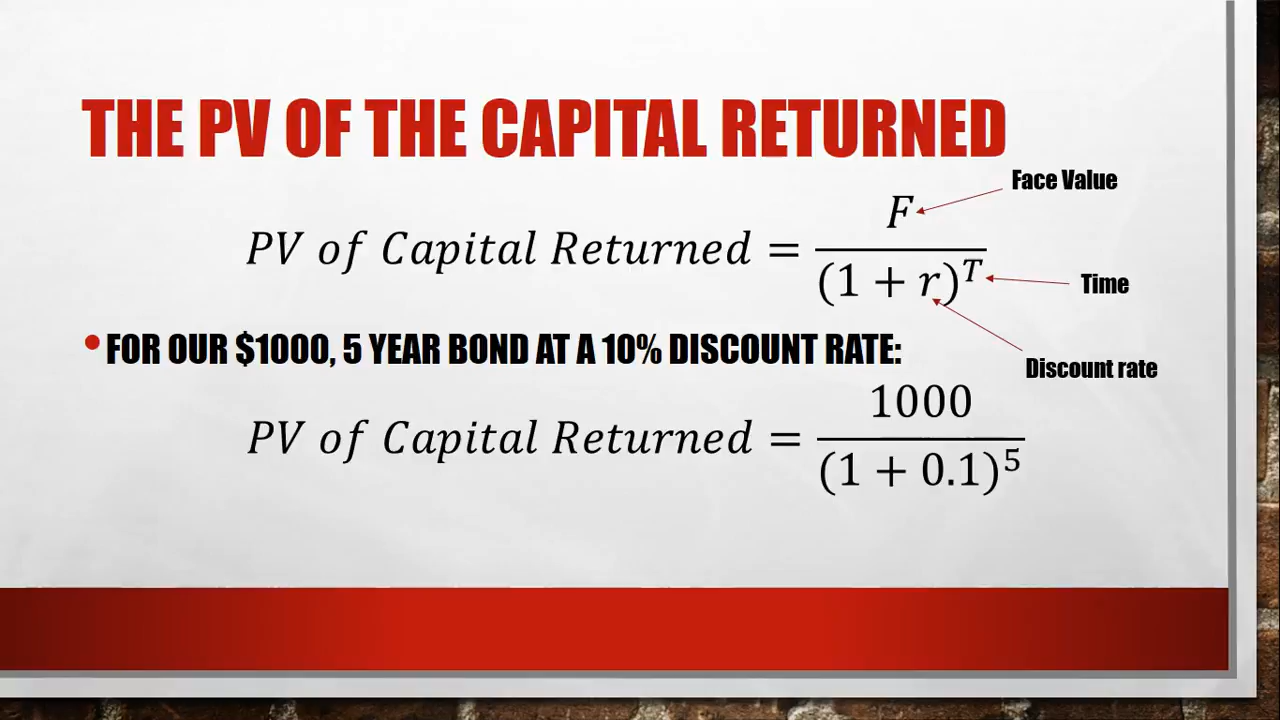 THE PV OF THE CAPITAL RETURNED
Face Value
PV of Capital Returned = F / (1 + r)^T
Time
Discount rate
•FOR OUR $1000, 5 YEAR BOND AT A 10% DISCOUNT RATE:
PV of Capital Returned = 1000 / (1 + 0.1)^5